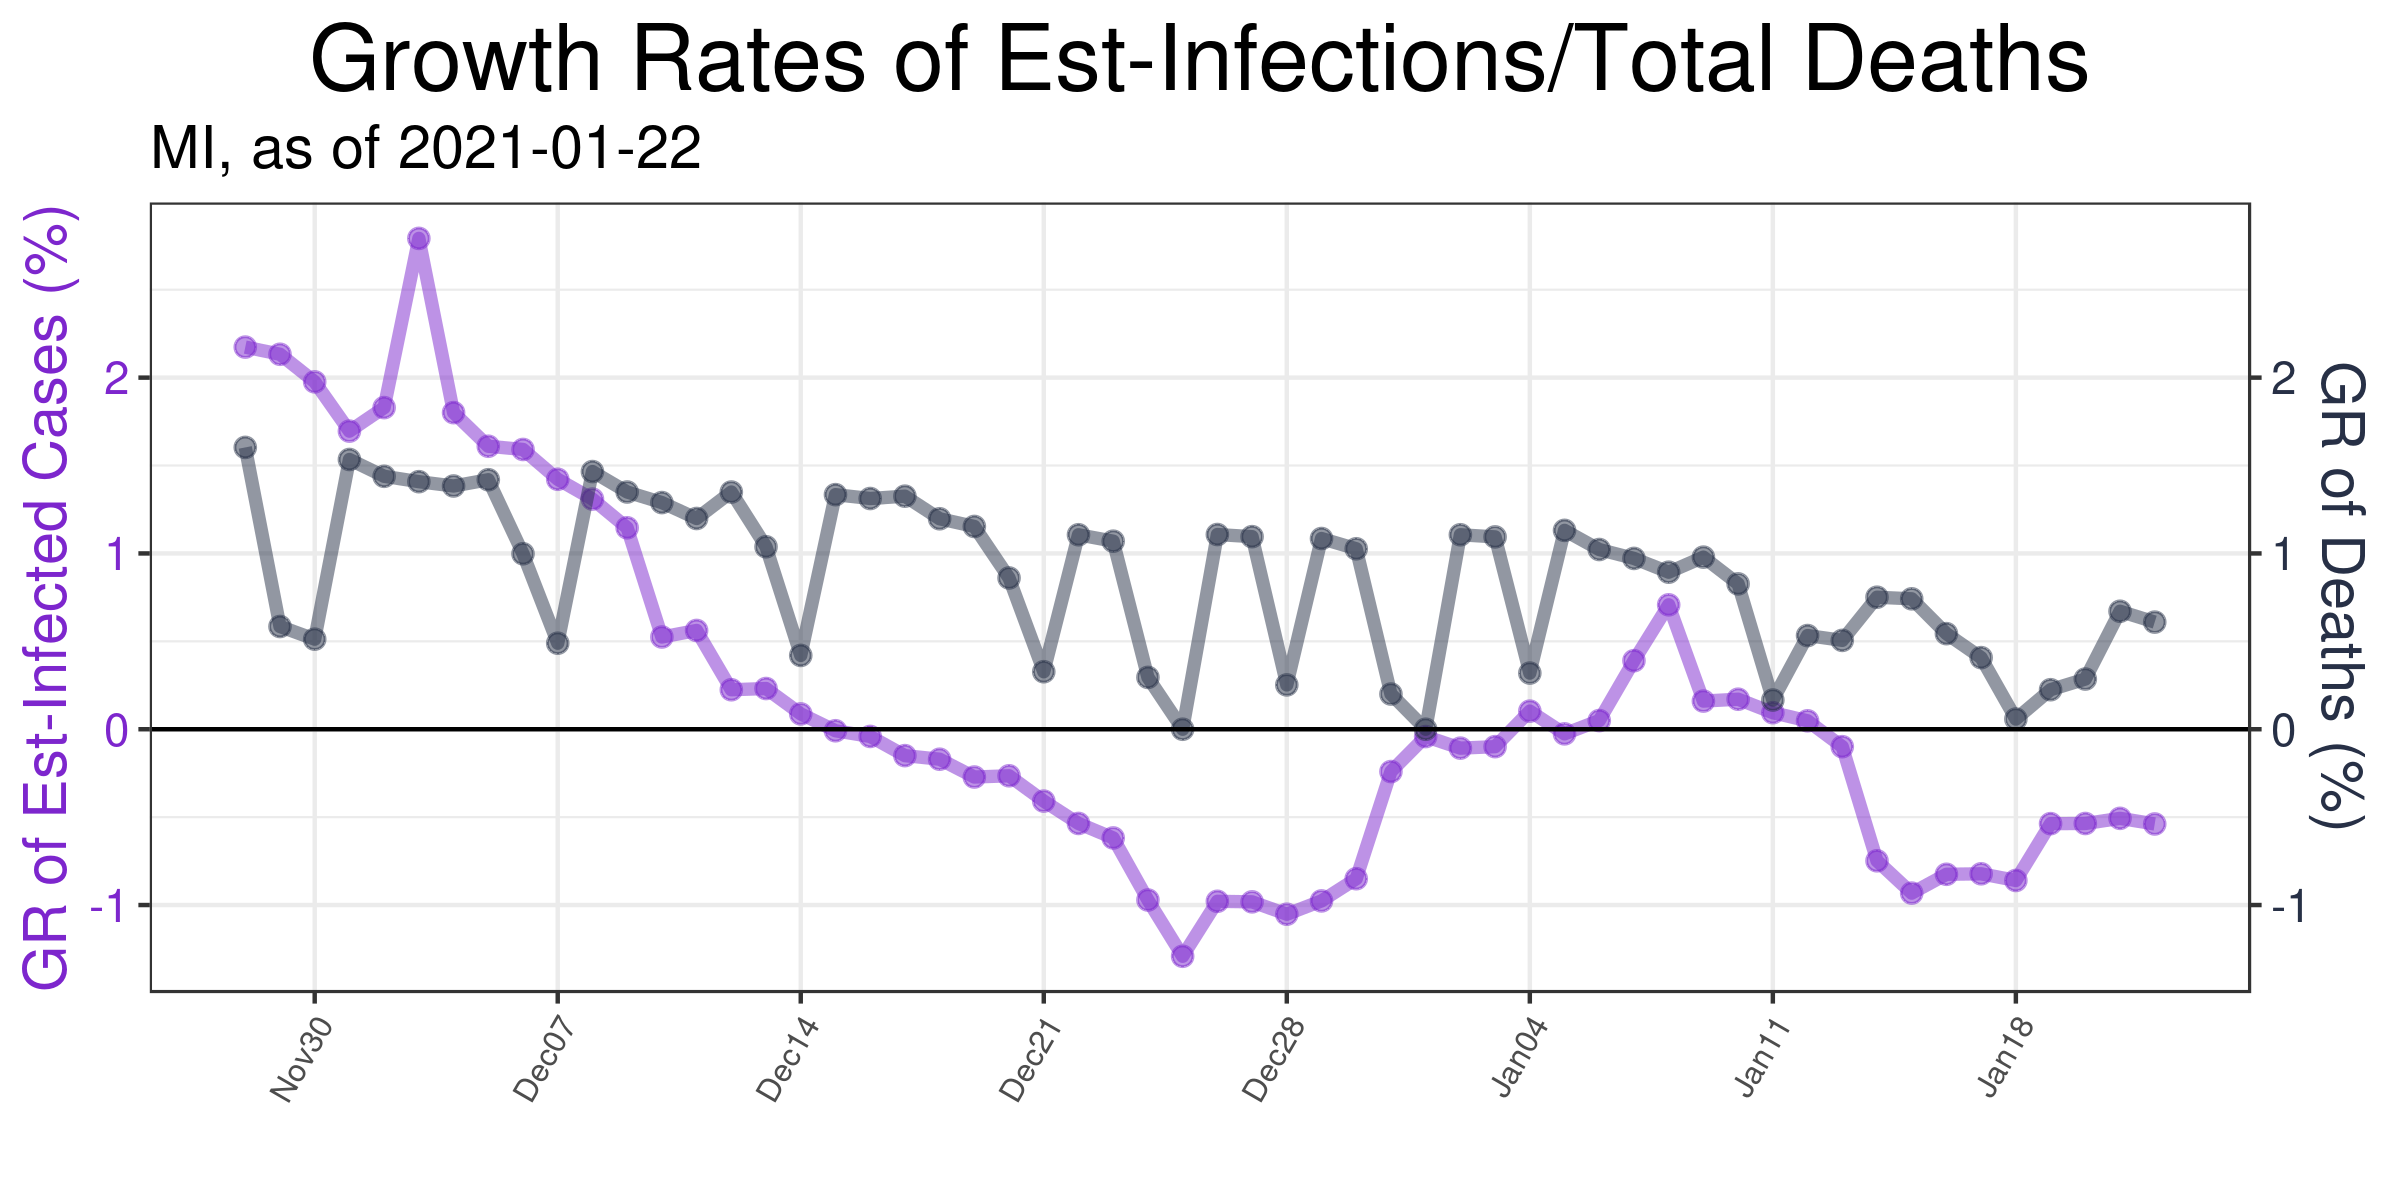 Growth Rates of Est-Infections/Total Deaths
MI, as of 2021-01-22
GR of Est-Infected Cases (%)
2
1
0
-1
2
1
0
-1
GR of Deaths (%)
Nov30
Dec07
Dec14
Dec21
Dec28
Jan04
Jan11
Jan18